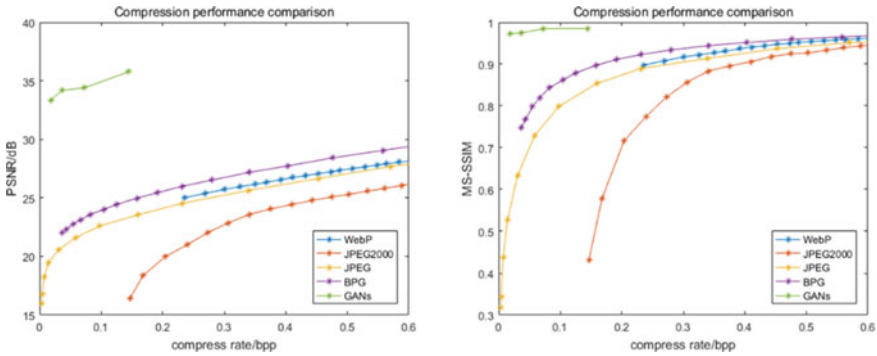 Compression performance comparison
40
35
30
25
20
15
PSNR/dB
0 0.1 0.2 0.3 0.4 0.5 0.6
compress rate/bpp
WebP
JPEG2000
JPEG
BPG
GANs
Compression performance comparison
1
0.9
0.8
0.7
0.6
0.5
0.4
0.3
MS-SSIM
0 0.1 0.2 0.3 0.4 0.5 0.6
compress rate/bpp
WebP
JPEG2000
JPEG
BPG
GANs